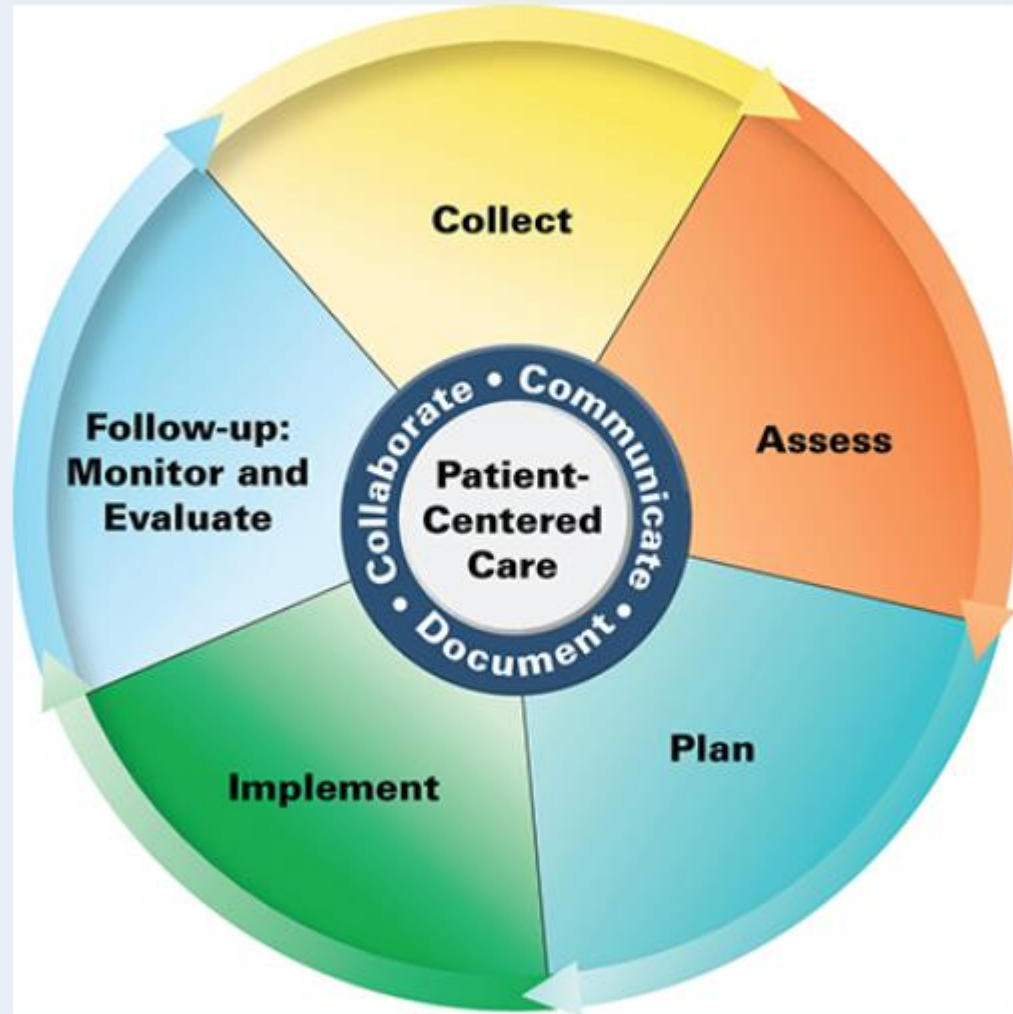 Collect
Assess
Plan
Implement
Follow-up:
Monitor and
Evaluate
Collaborate • Communicate • Document •
Patient-
Centered
Care